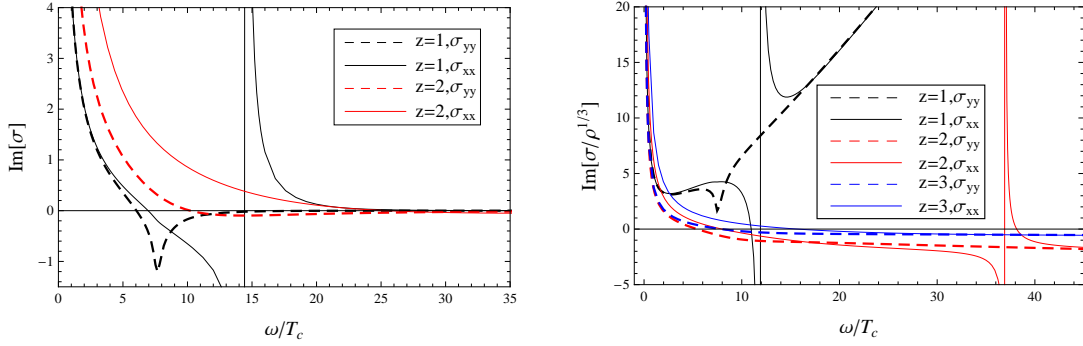 Im[σ]
4
3
2
1
0
-1
0 5 10 15 20 25 30 35
ω/T_c
z=1,σ_yy
z=1,σ_xx
z=2,σ_yy
z=2,σ_xx
Im[σ/ρ^{1/3}]
20
15
10
5
0
-5
0 10 20 30 40
ω/T_c
z=1,σ_yy
z=1,σ_xx
z=2,σ_yy
z=2,σ_xx
z=3,σ_yy
z=3,σ_xx